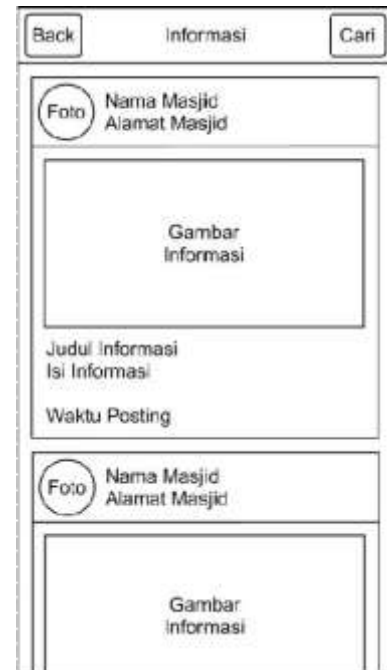 Back Informasi Cari
Foto
Nama Masjid
Alamat Masjid
Gambar
Informasi
Judul Informasi
Isi Informasi
Waktu Posting
Foto
Nama Masjid
Alamat Masjid
Gambar
Informasi